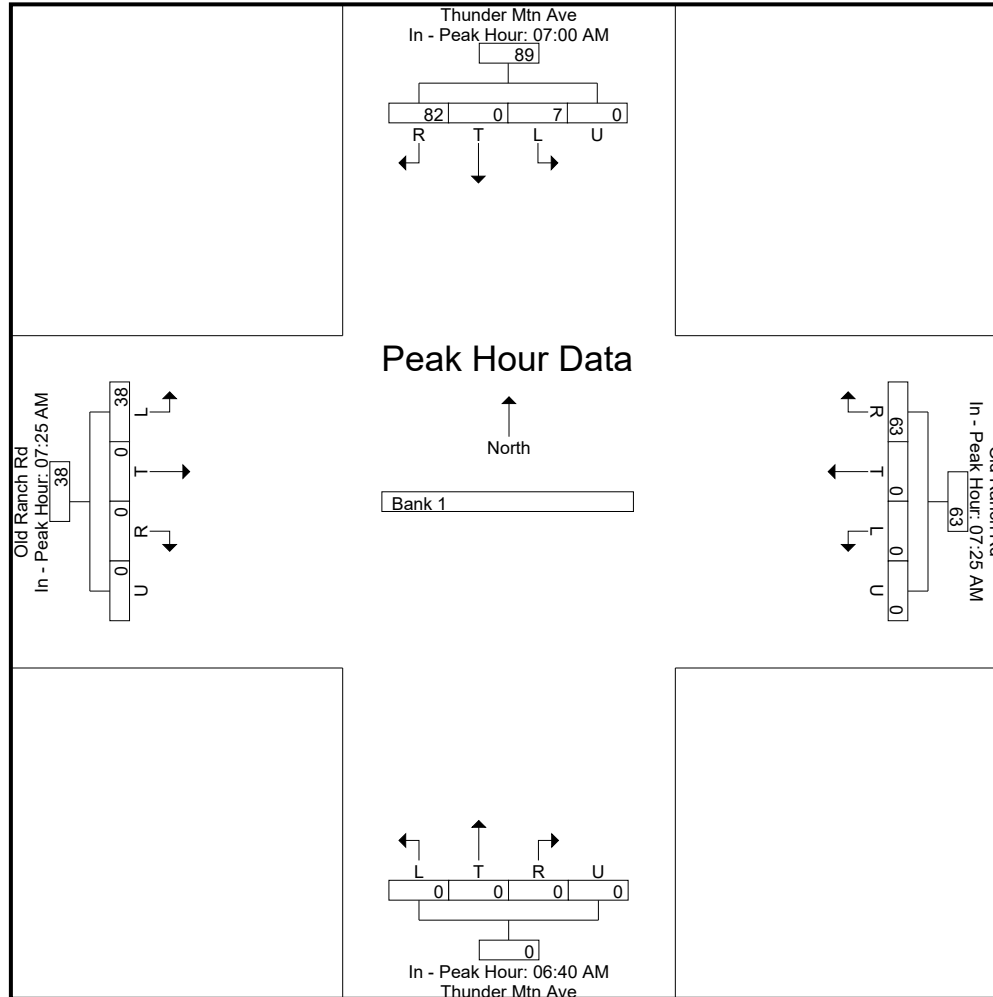 Thunder Mtn Ave
In - Peak Hour: 07:00 AM
89
82 0 7 0
R T L U
Peak Hour Data
North
Bank 1
Old Ranch Rd
In - Peak Hour: 07:25 AM
38
38 0 0 0
L T R U
In - Peak Hour: 07:25 AM
63
63 0 0 0
R T L U
L T R U
0 0 0 0
0
In - Peak Hour: 06:40 AM
Thunder Mtn Ave